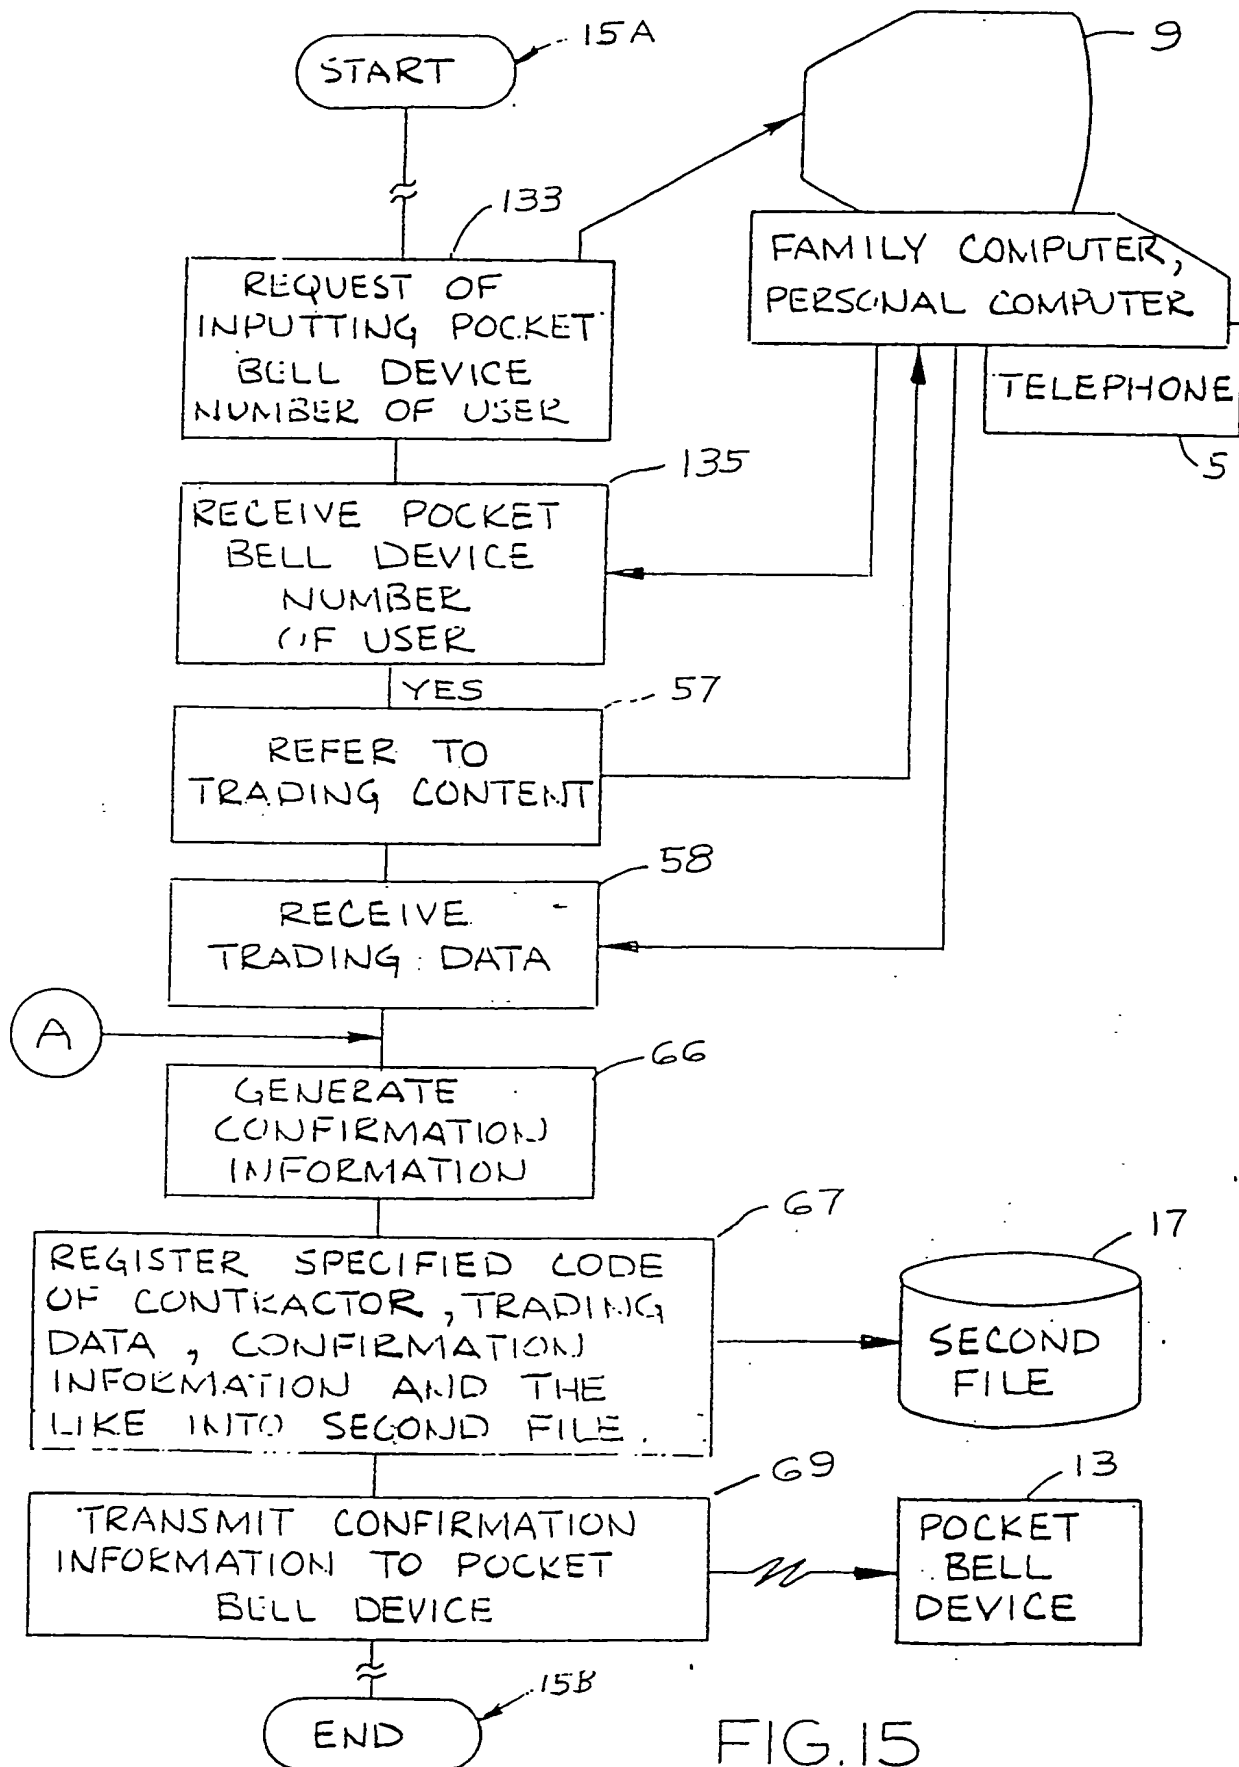 START
15A
9
133
REQUEST OF
INPUTTING POCKET
BELL DEVICE
NUMBER OF USER
FAMILY COMPUTER,
PERSONAL COMPUTER
TELEPHONE
5
135
RECEIVE POCKET
BELL DEVICE
NUMBER
OF USER
YES
57
REFER TO
TRADING CONTENT
58
RECEIVE
TRADING DATA
A
66
GENERATE
CONFIRMATION
INFORMATION
67
REGISTER SPECIFIED CODE
OF CONTRACTOR, TRADING
DATA, CONFIRMATION
INFORMATION AND THE
LIKE INTO SECOND FILE.
17
SECOND
FILE
69
TRANSMIT CONFIRMATION
INFORMATION TO POCKET
BELL DEVICE
13
POCKET
BELL
DEVICE
15B
END
FIG.15